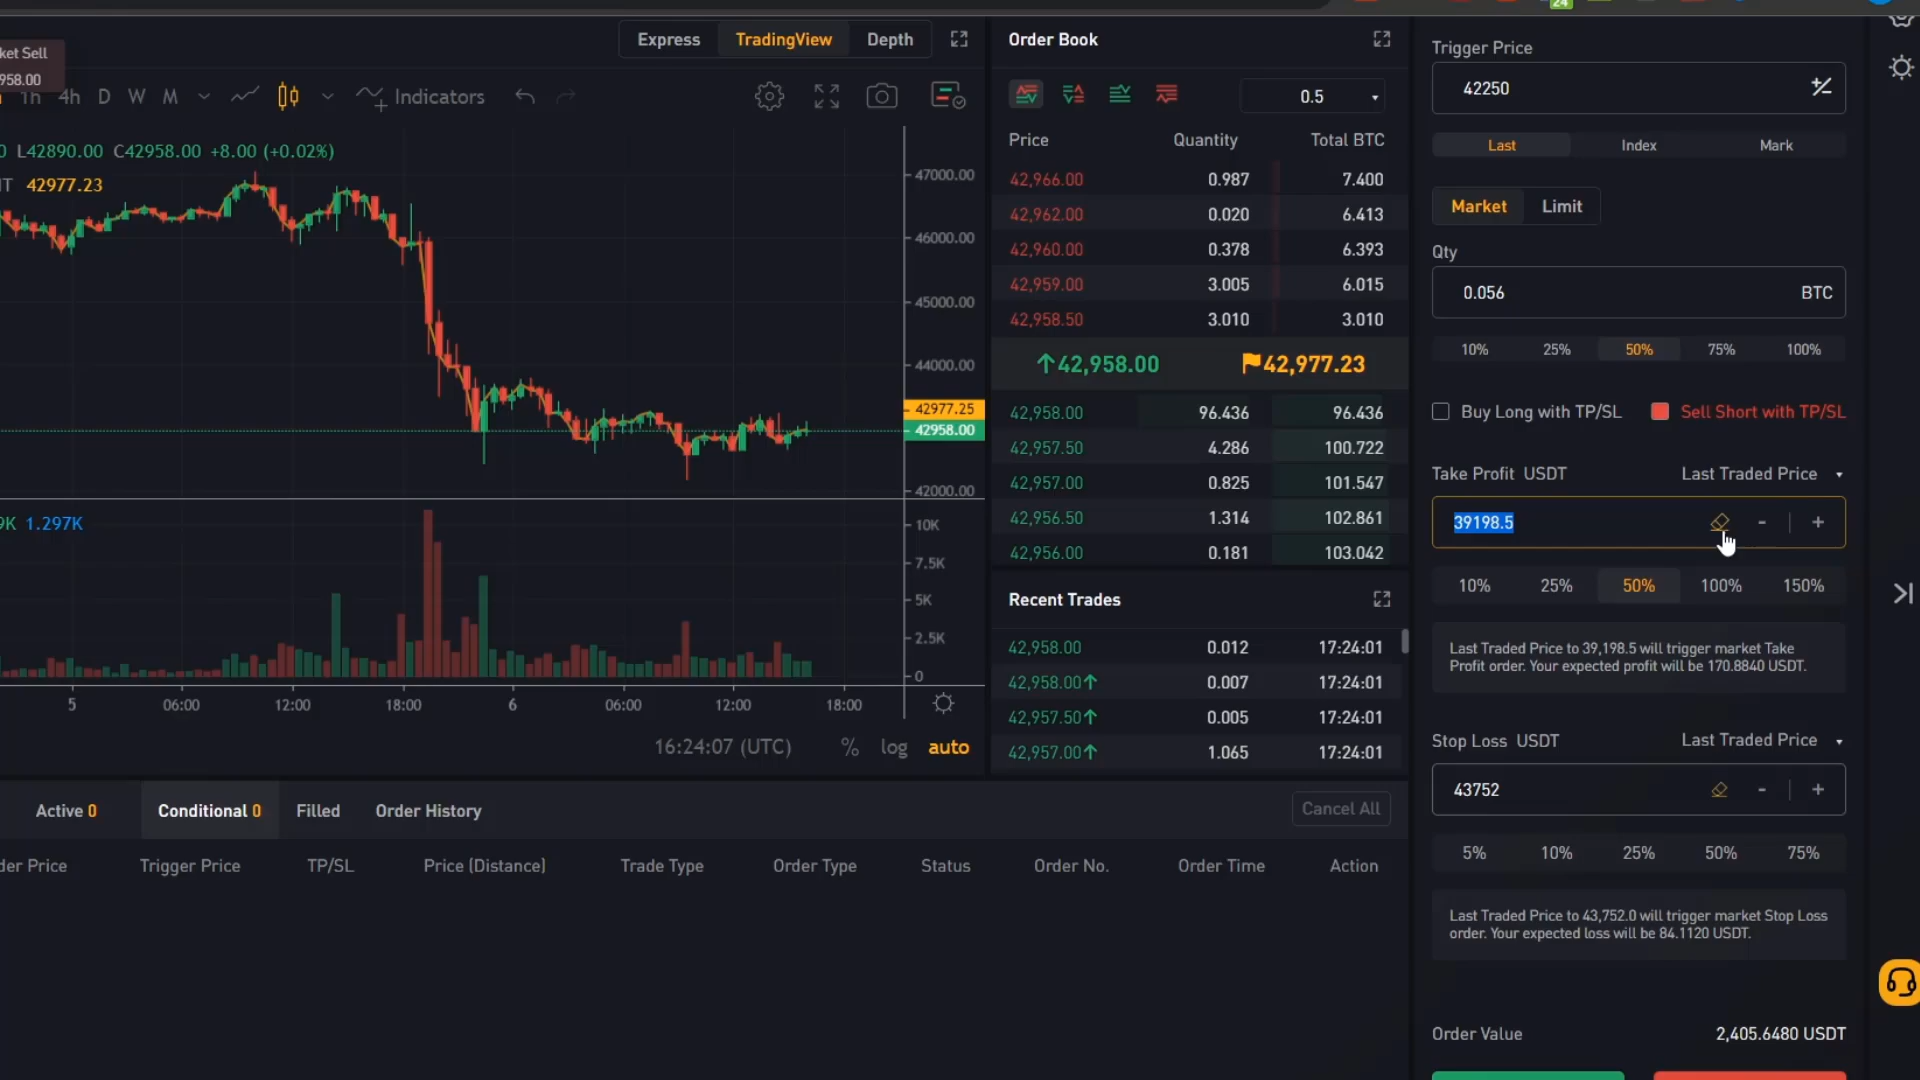 24
ket Sell
958.00
1h 4h D W M Indicators
Express TradingView Depth
L42890.00 C42958.00 +8.00 (+0.02%)
T 42977.23
47000.00
46000.00
45000.00
44000.00
42977.25
42958.00
42000.00
9K 1.297K
10K
7.5K
5K
2.5K
0
5 06:00 12:00 18:00 6 06:00 12:00 18:00
16:24:07 (UTC) % log auto
Order Book
0.5
Price Quantity Total BTC
42,966.00 0.987 7.400
42,962.00 0.020 6.413
42,960.00 0.378 6.393
42,959.00 3.005 6.015
42,958.50 3.010 3.010
↑42,958.00 42,977.23
42,958.00 96.436 96.436
42,957.50 4.286 100.722
42,957.00 0.825 101.547
42,956.50 1.314 102.861
42,956.00 0.181 103.042
Recent Trades
42,958.00 0.012 17:24:01
42,958.00↑ 0.007 17:24:01
42,957.50↑ 0.005 17:24:01
42,957.00↑ 1.065 17:24:01
Trigger Price
42250
Last Index Mark
Market Limit
Qty
0.056 BTC
10% 25% 50% 75% 100%
Buy Long with TP/SL Sell Short with TP/SL
Take Profit USDT Last Traded Price
39198.5 - +
10% 25% 50% 100% 150%
Last Traded Price to 39,198.5 will trigger market Take
Profit order. Your expected profit will be 170.8840 USDT.
Stop Loss USDT Last Traded Price
43752 - +
5% 10% 25% 50% 75%
Last Traded Price to 43,752.0 will trigger market Stop Loss
order. Your expected loss will be 84.1120 USDT.
Order Value 2,405.6480 USDT
Active 0 Conditional 0 Filled Order History Cancel All
der Price Trigger Price TP/SL Price (Distance) Trade Type Order Type Status Order No. Order Time Action